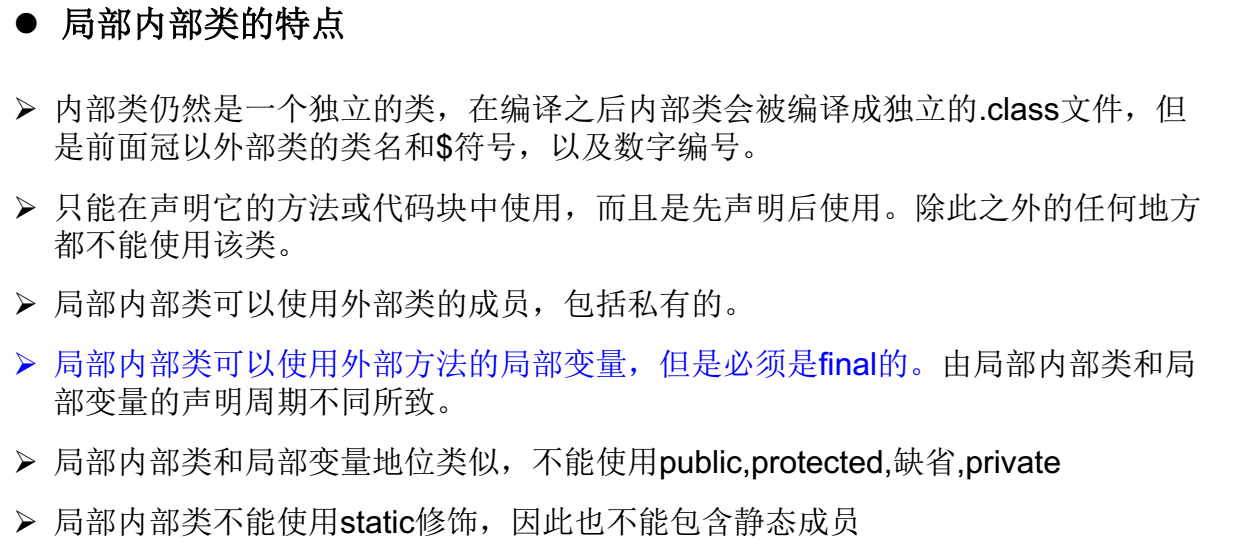 ● 局部内部类的特点
➢ 内部类仍然是一个独立的类，在编译之后内部类会被编译成独立的.class文件，但
是前面冠以外部类的类名和$符号，以及数字编号。
➢ 只能在声明它的方法或代码块中使用，而且是先声明后使用。除此之外的任何地方
都不能使用该类。
➢ 局部内部类可以使用外部类的成员，包括私有的。
➢ 局部内部类可以使用外部方法的局部变量，但是必须是final的。由局部内部类和局
部变量的声明周期不同所致。
➢ 局部内部类和局部变量地位类似，不能使用public,protected,缺省,private
➢ 局部内部类不能使用static修饰，因此也不能包含静态成员